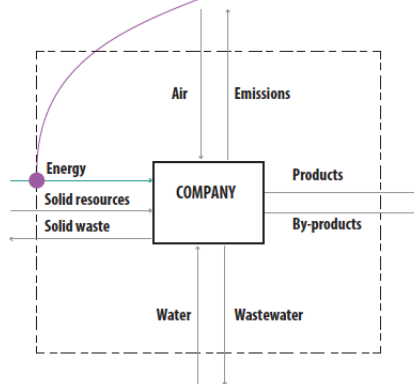 Air
Emissions
Energy
Solid resources
Solid waste
COMPANY
Products
By-products
Water
Wastewater